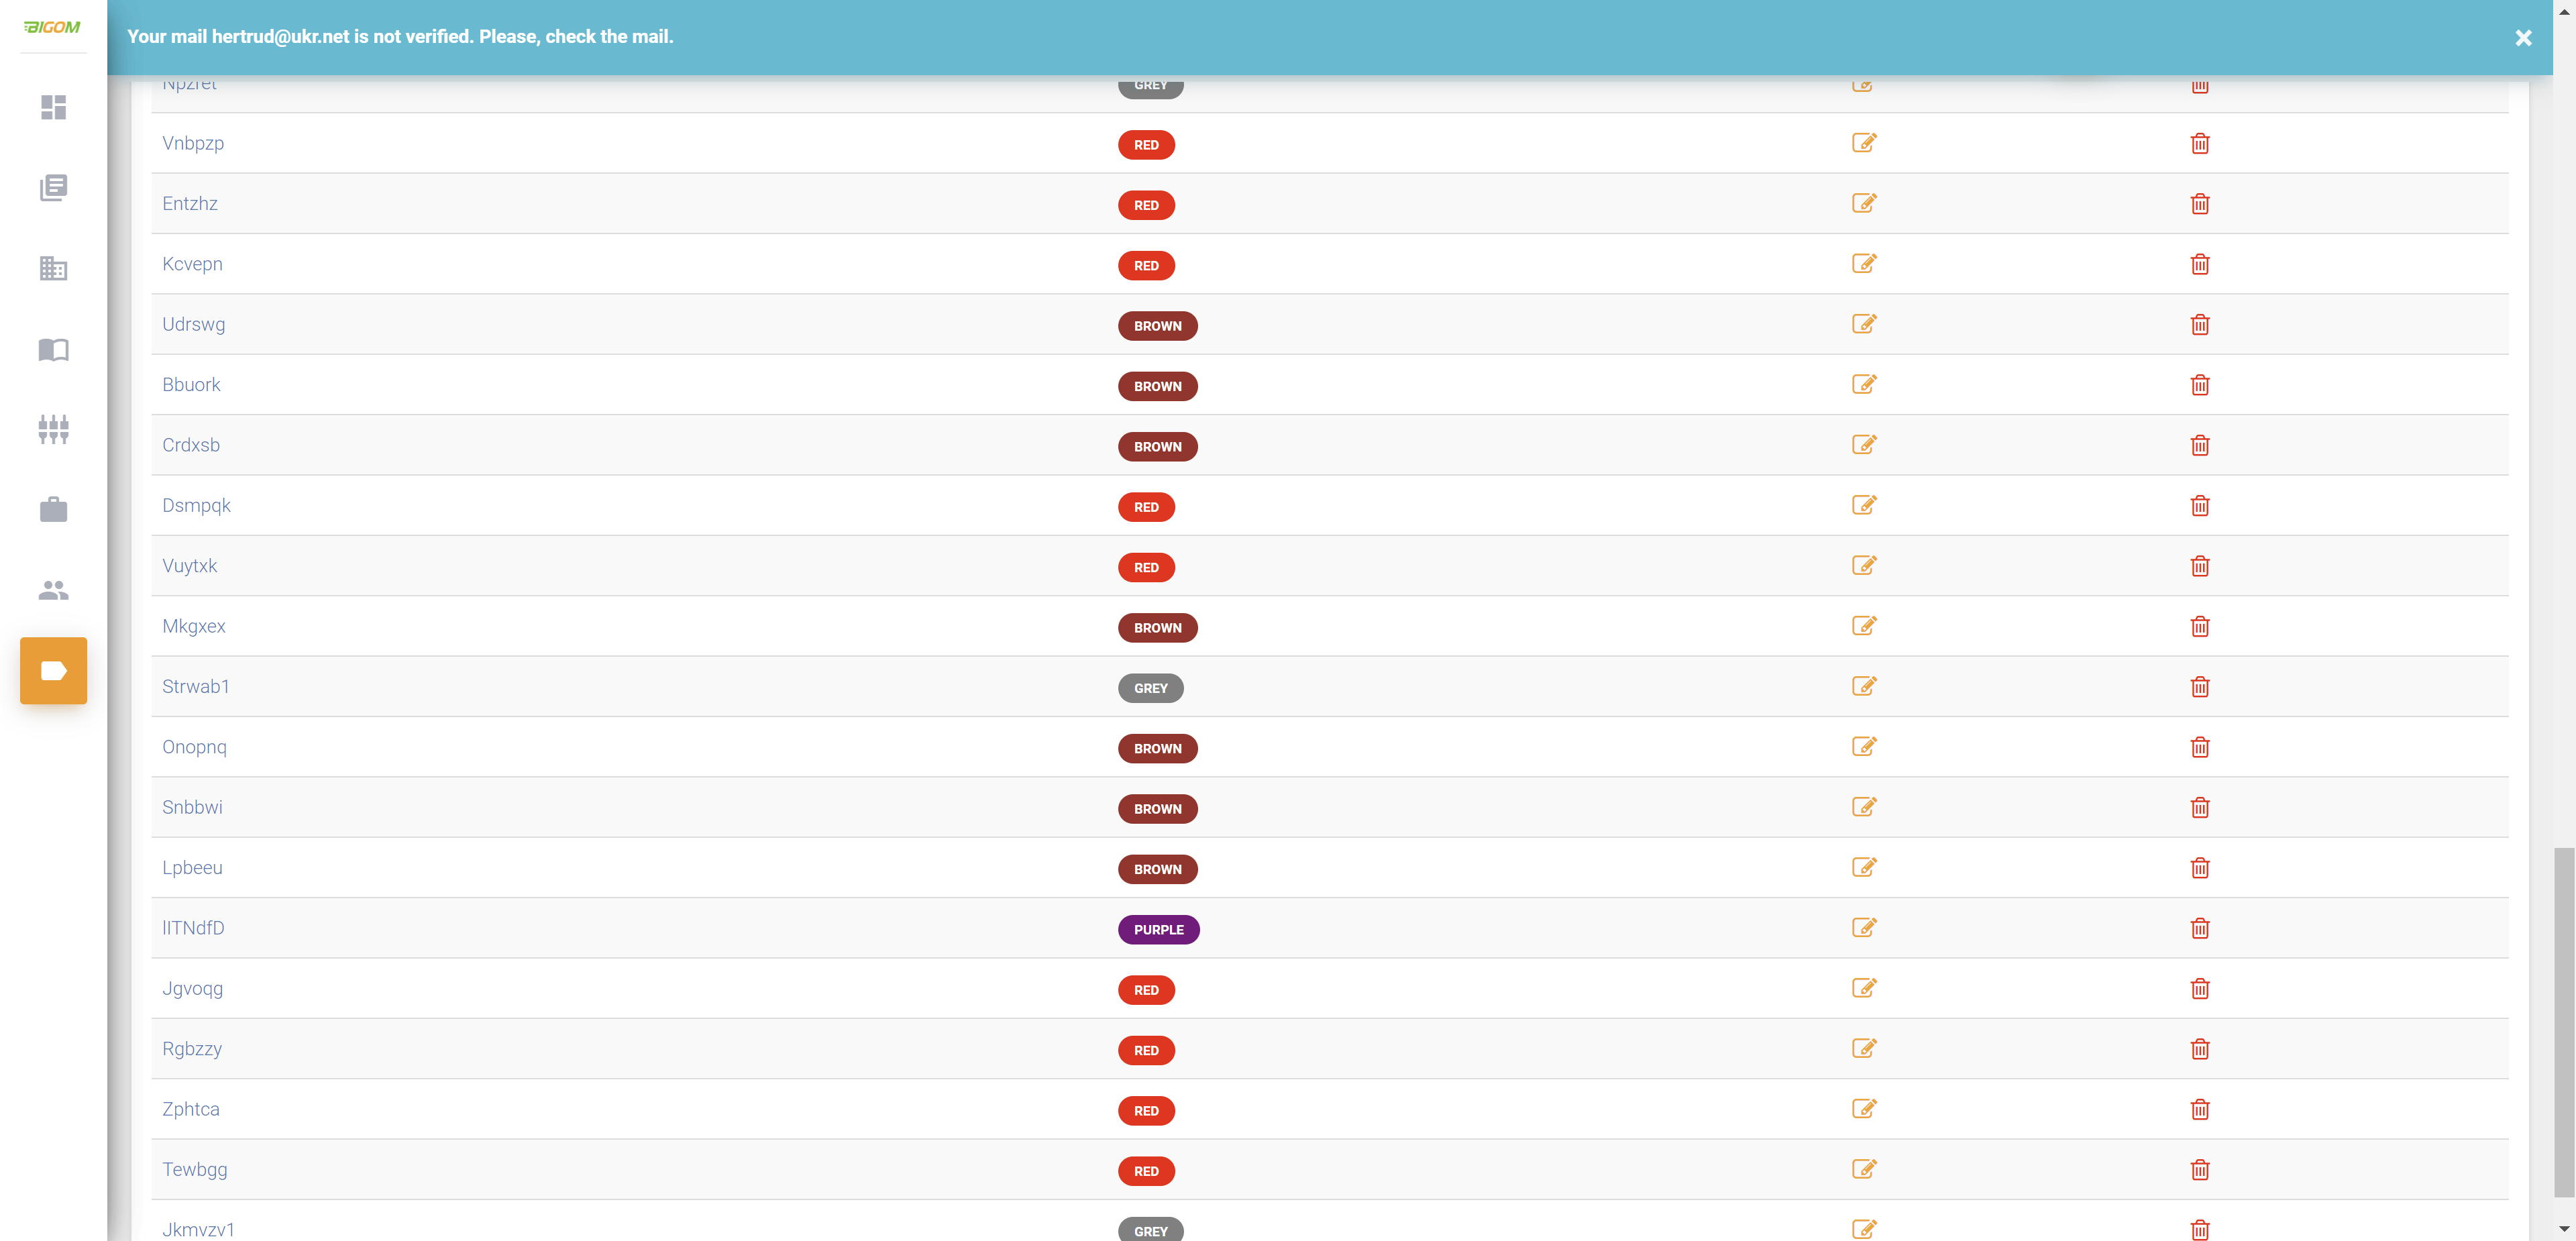 BIGOM
Your mail hertrud@ukr.net is not verified. Please, check the mail.
Npzret GREY
Vnbpzp RED
Entzhz RED
Kcvepn RED
Udrswg BROWN
Bbuork BROWN
Crdxsb BROWN
Dsmpqk RED
Vuytxk RED
Mkgxex BROWN
Strwab1 GREY
Onopnq BROWN
Snbbwi BROWN
Lpbeeu BROWN
PURPLE
Jgvoqg RED
Rgbzzy RED
Zphtca RED
Tewbgg RED
Jkmvzv1 GREY